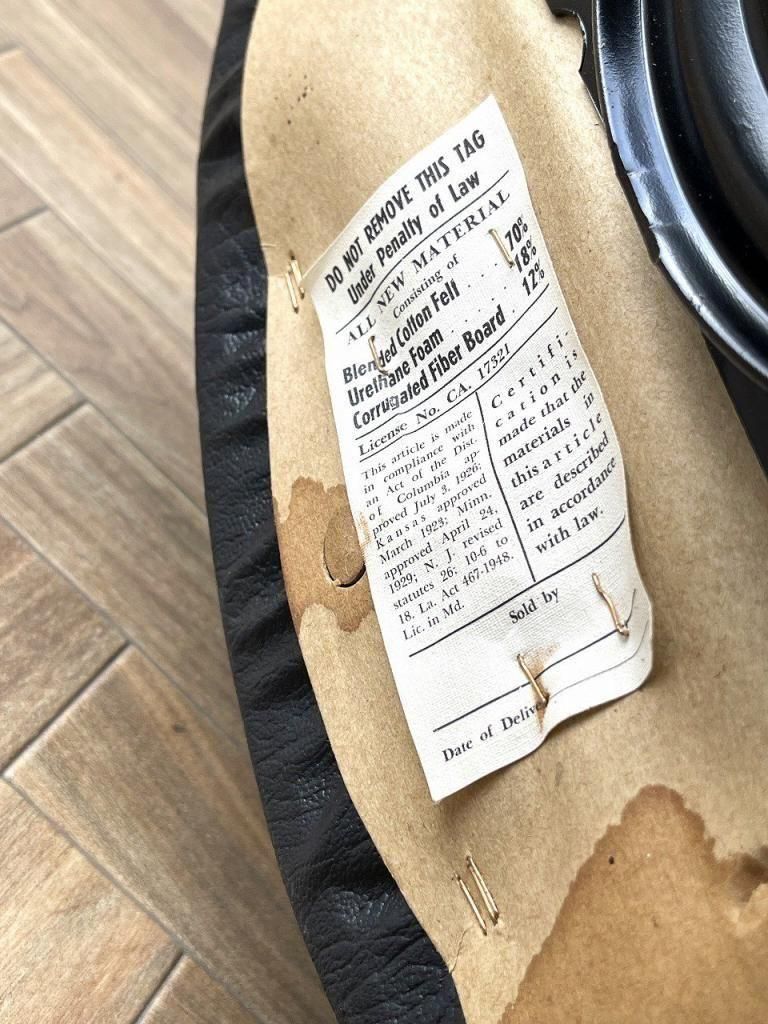 DO NOT REMOVE THIS TAG
Under Penalty of Law
ALL NEW MATERIAL
Consisting of
Blended Cotton Felt . . . 70%
Urethane Foam . . . . 18%
Corrugated Fiber Board . 12%
License No. CA. 17321
This article is made
in compliance with
an Act of the Dist.
of Columbia ap-
proved July 3, 1926;
Kansas approved
March 1923; Minn.
approved April 24,
1929; N. J. revised
statutes 26; 10-6 to
18. La. Act 467-1948.
Lic. in Md.
Certifi-
cation is
made that the
materials in
this article
are described
in accordance
with law.
Sold by
Date of Delive